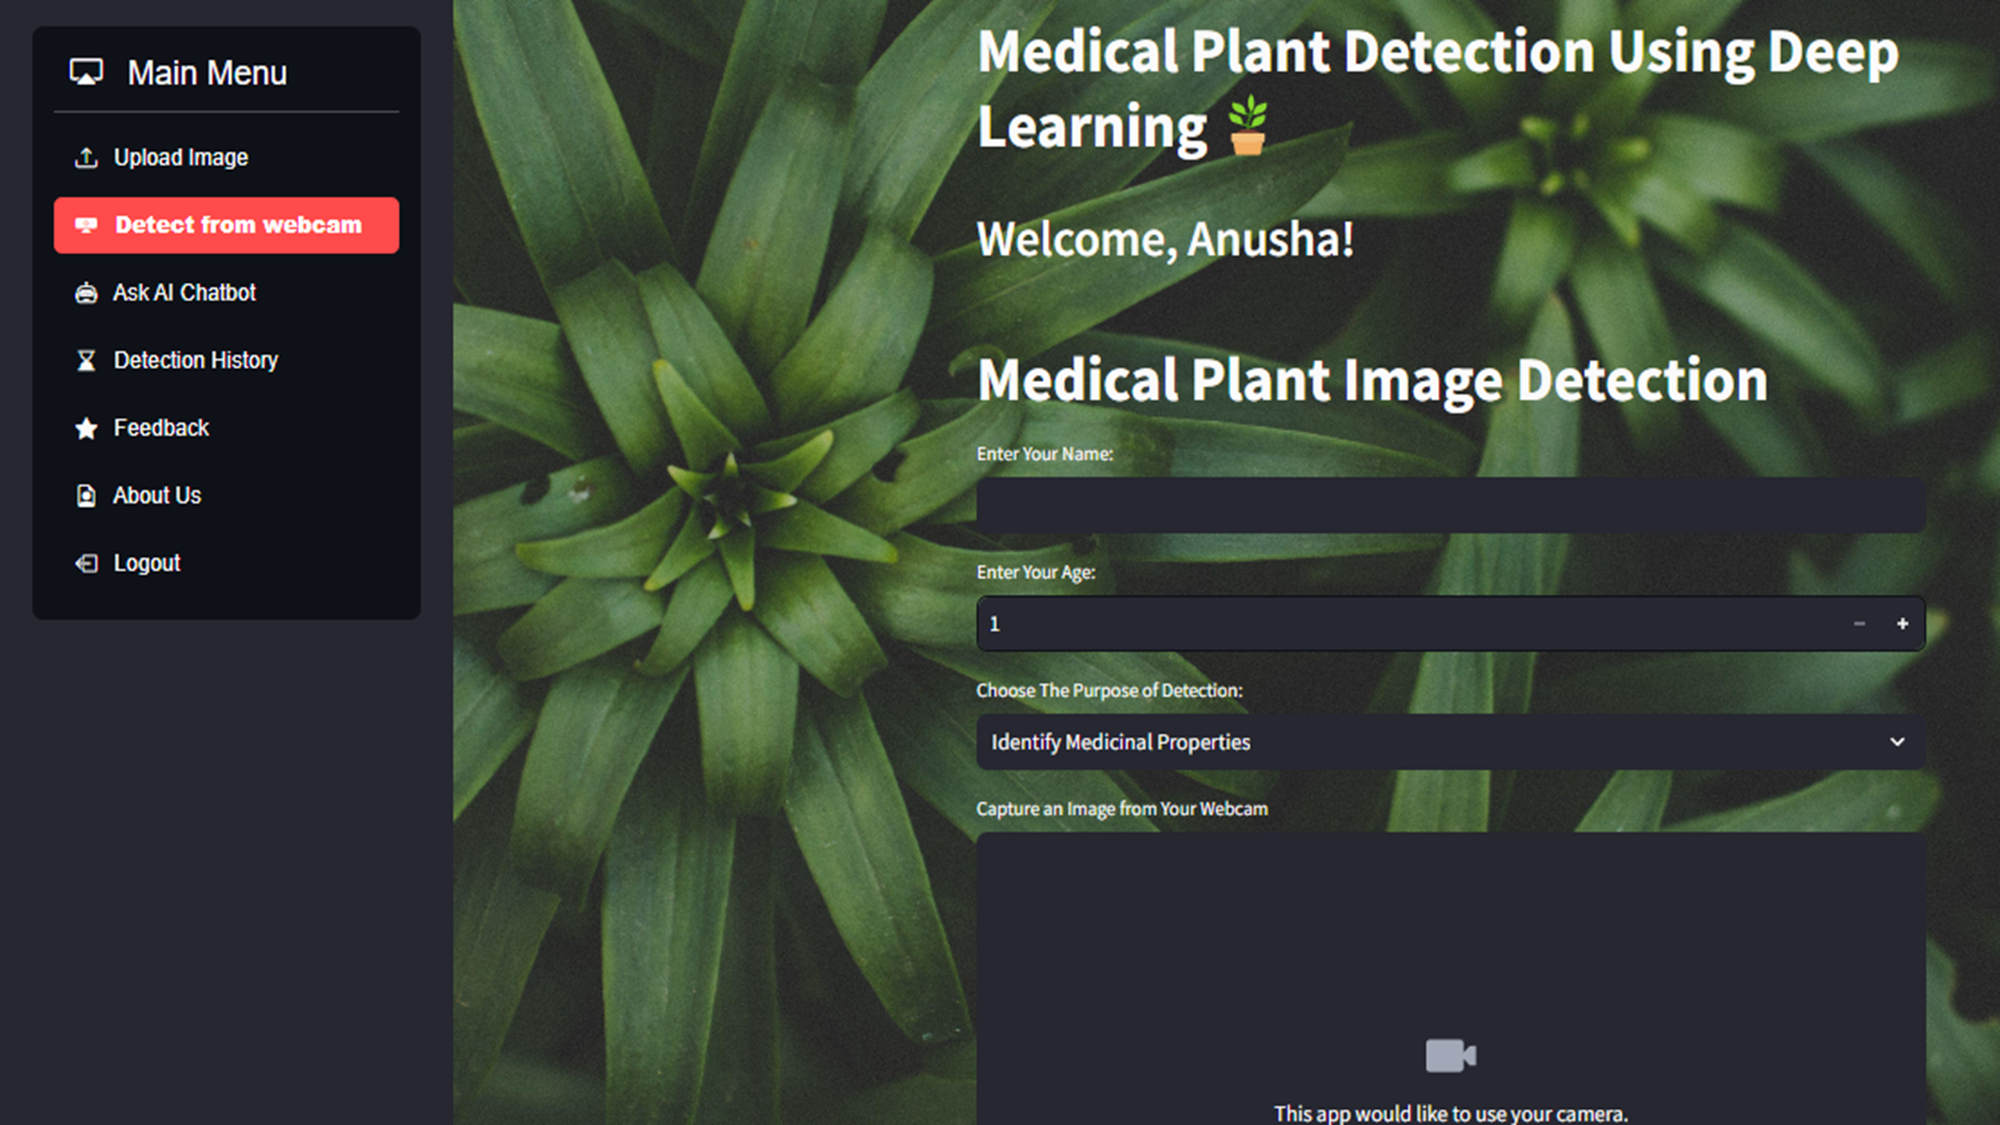 Main Menu
Upload Image
Detect from webcam
Ask AI Chatbot
Detection History
Feedback
About Us
Logout
Medical Plant Detection Using Deep
Learning
Welcome, Anusha!
Medical Plant Image Detection
Enter Your Name:
Enter Your Age:
1
Choose The Purpose of Detection:
Identify Medicinal Properties
Capture an Image from Your Webcam
This app would like to use your camera.